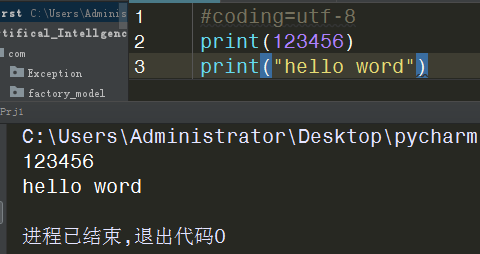 rst C:\Users\Adminis
rtifical_Intellgenc
com
Exception
factory_model
1 #coding=utf-8
2 print(123456)
3 print("hello word")
Prj1
C:\Users\Administrator\Desktop\pycharm
123456
hello word
进程已结束,退出代码0